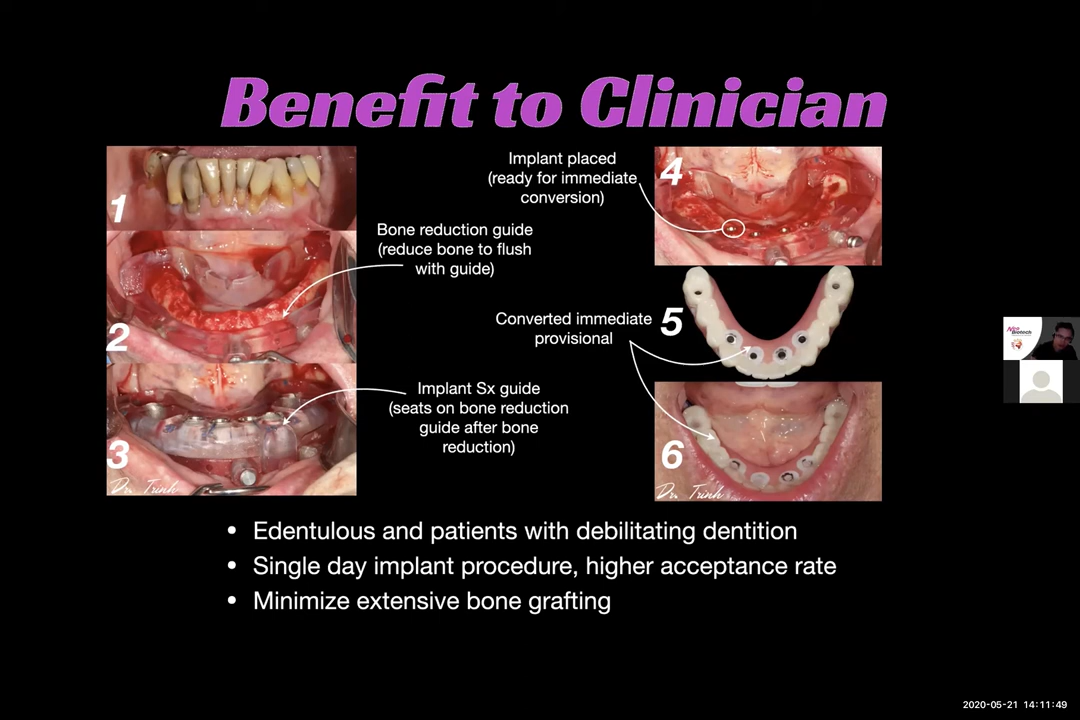 Benefit to Clinician
1
2
3
Dr. Trinh
Bone reduction guide
(reduce bone to flush
with guide)
Implant Sx guide
(seats on bone reduction
guide after bone
reduction)
Implant placed
(ready for immediate
conversion)
Converted immediate
provisional
4
5
6
Dr. Trinh
• Edentulous and patients with debilitating dentition
• Single day implant procedure, higher acceptance rate
• Minimize extensive bone grafting
Neo
Biotech
2020-05-21 14:11:49